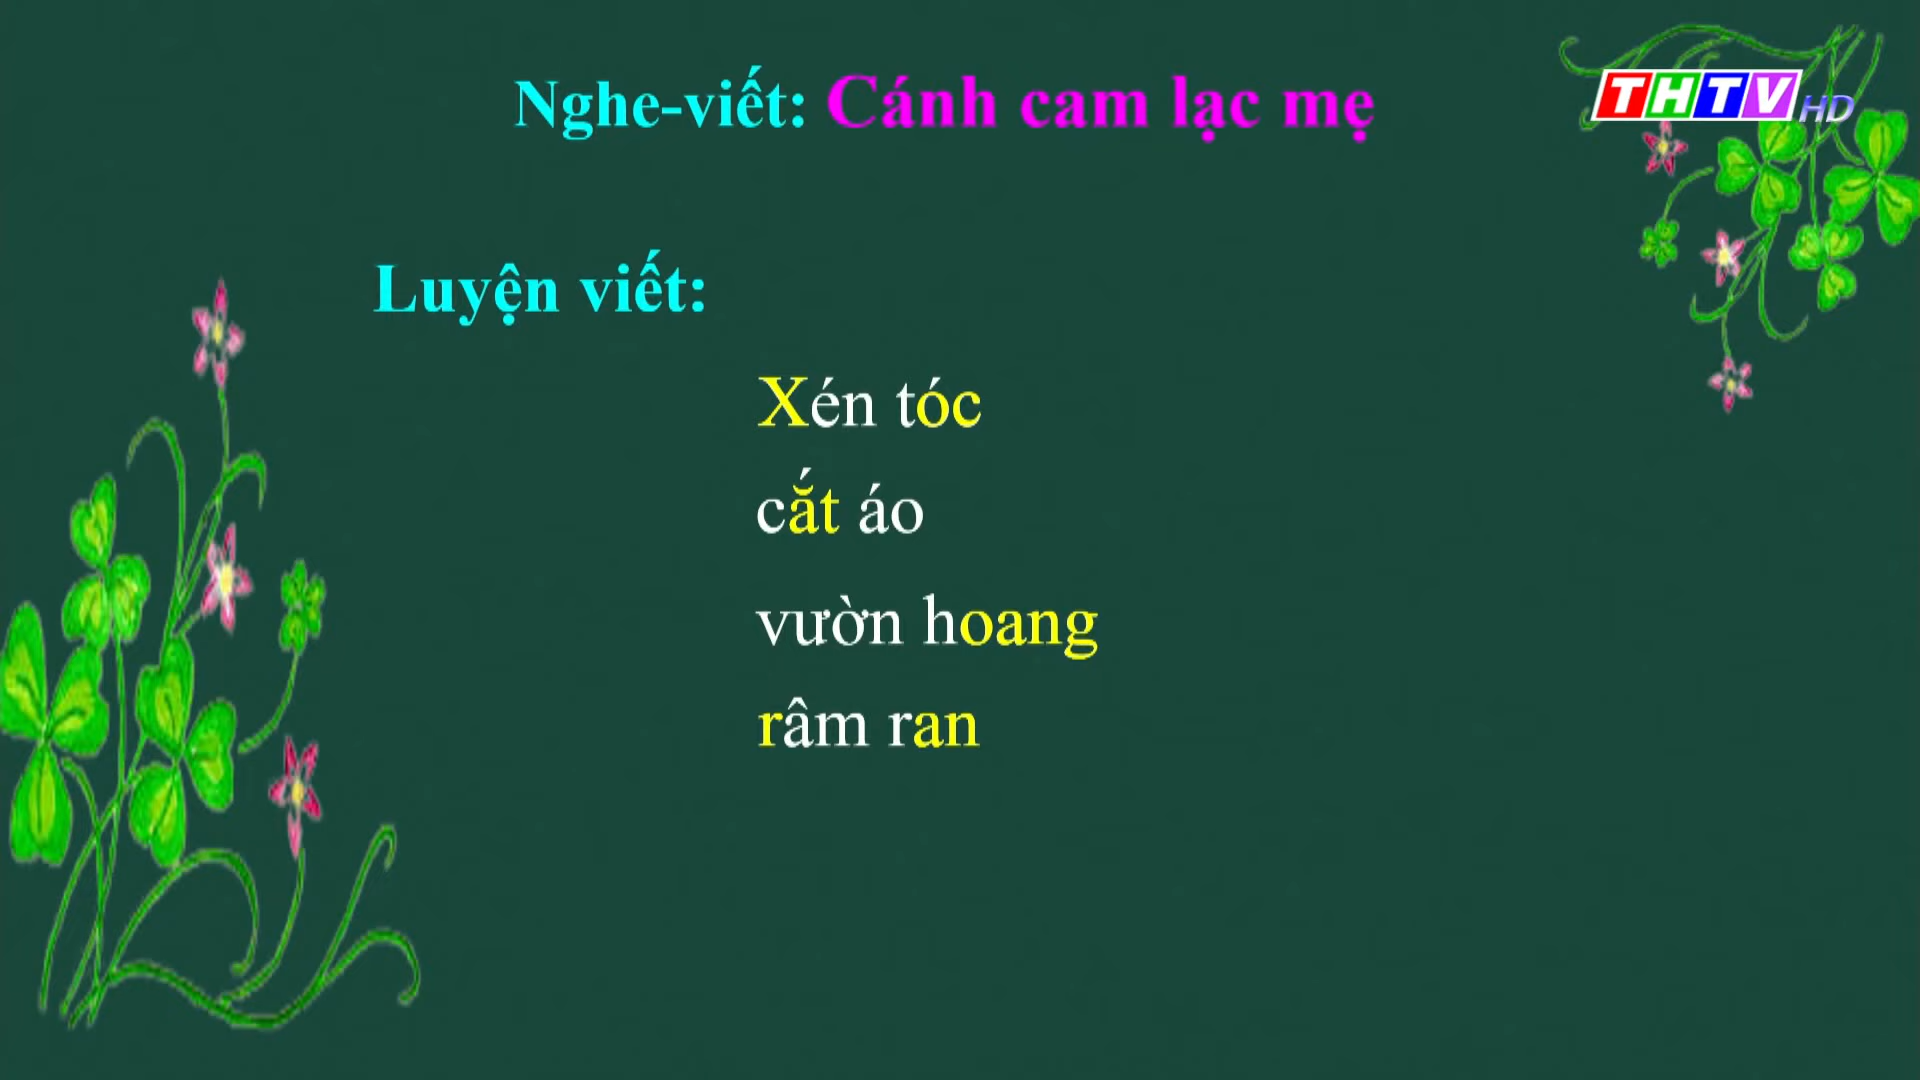 THTV HD
Nghe-viết: Cánh cam lạc mẹ
Luyện viết:
Xén tóc
cắt áo
vườn hoang
râm ran